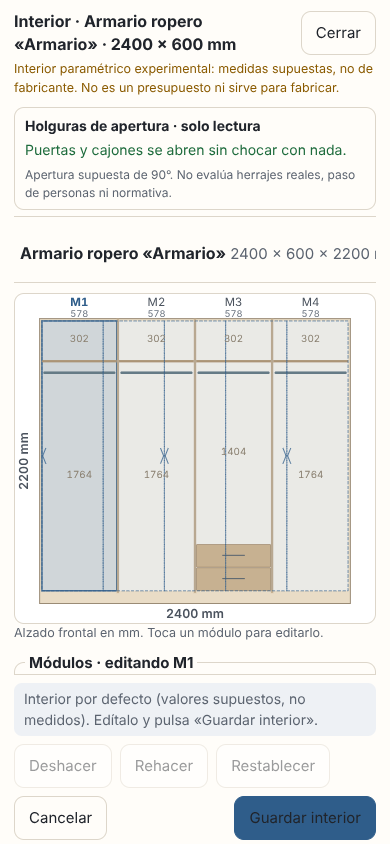 Interior · Armario ropero
«Armario» · 2400 × 600 mm
Cerrar
Interior paramétrico experimental: medidas supuestas, no de
fabricante. No es un presupuesto ni sirve para fabricar.
Holguras de apertura · solo lectura
Puertas y cajones se abren sin chocar con nada.
Apertura supuesta de 90°. No evalúa herrajes reales, paso
de personas ni normativa.
Armario ropero «Armario» 2400 × 600 × 2200
M1 M2 M3 M4
578 578 578 578
302 302 302 302
1404
1764 1764 1764
2200 mm
2400 mm
Alzado frontal en mm. Toca un módulo para editarlo.
Módulos · editando M1
Interior por defecto (valores supuestos, no
medidos). Edítalo y pulsa «Guardar interior».
Deshacer Rehacer Restablecer
Cancelar Guardar interior